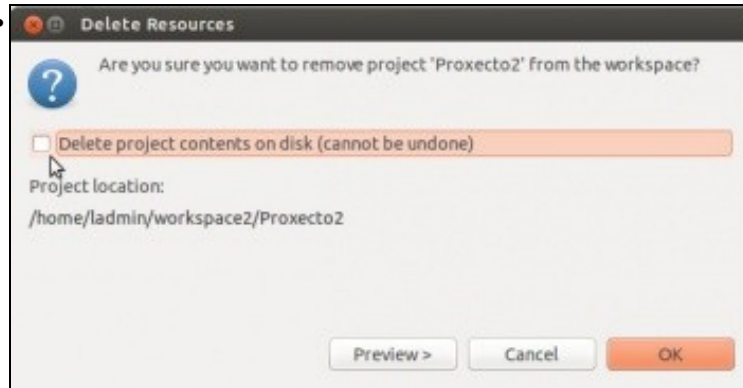 Delete Resources
Are you sure you want to remove project 'Proxecto2' from the workspace?
Delete project contents on disk (cannot be undone)
Project location:
/home/ladmin/workspace2/Proxecto2
Preview > Cancel OK